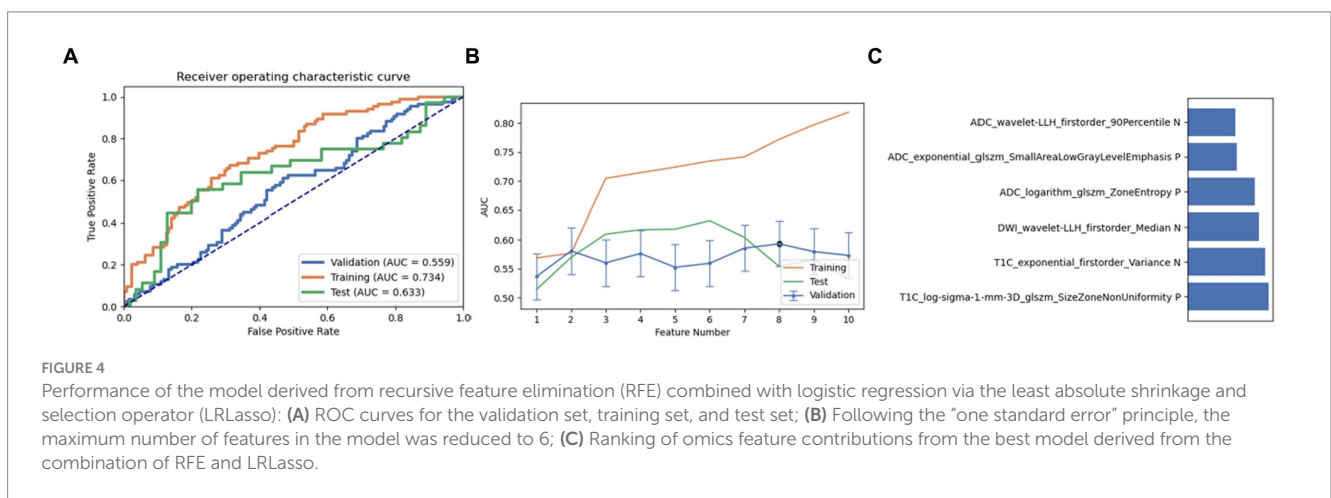 A
Receiver operating characteristic curve
True Positive Rate
1.0
0.8
0.6
0.4
0.2
0.0
Validation (AUC = 0.559)
Training (AUC = 0.734)
Test (AUC = 0.633)
0.0 0.2 0.4 0.6 0.8 1.0
False Positive Rate
B
AUC
0.80
0.75
0.70
0.65
0.60
0.55
0.50
Training
Test
Validation
1 2 3 4 5 6 7 8 9 10
Feature Number
C
ADC_wavelet-LLH_firstorder_90Percentile N
ADC_exponential_glszm_SmallAreaLowGrayLevelEmphasis P
ADC_logarithm_glszm_ZoneEntropy P
DWI_wavelet-LLH_firstorder_Median N
T1C_exponential_firstorder_Variance N
T1C_log-sigma-1-mm-3D_glszm_SizeZoneNonUniformity P
FIGURE 4
Performance of the model derived from recursive feature elimination (RFE) combined with logistic regression via the least absolute shrinkage and
selection operator (LRLasso): (A) ROC curves for the validation set, training set, and test set; (B) Following the “one standard error” principle, the
maximum number of features in the model was reduced to 6; (C) Ranking of omics feature contributions from the best model derived from the
combination of RFE and LRLasso.